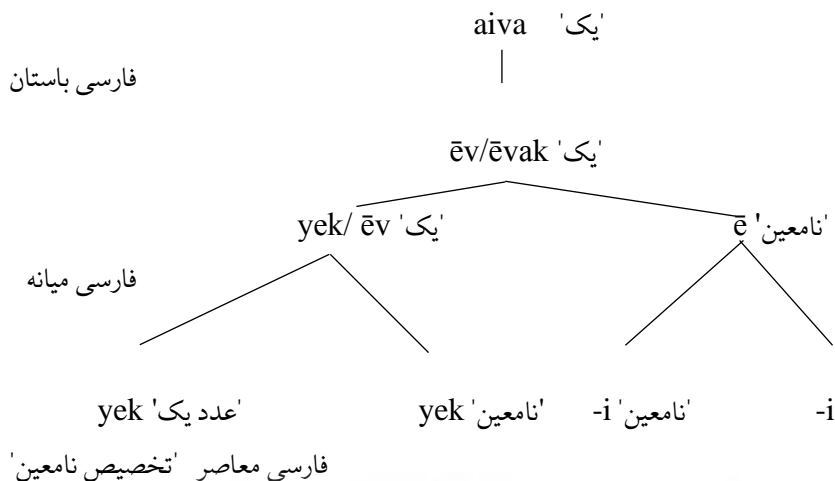 aiva 'یک'
فارسی باستان
ēv/ēvak 'یک'
yek/ ēv 'یک' ē 'نامعین'
فارسی میانه
yek 'عدد یک' yek 'نامعین' -i 'نامعین' -i
فارسی معاصر 'تخصیص نامعین'